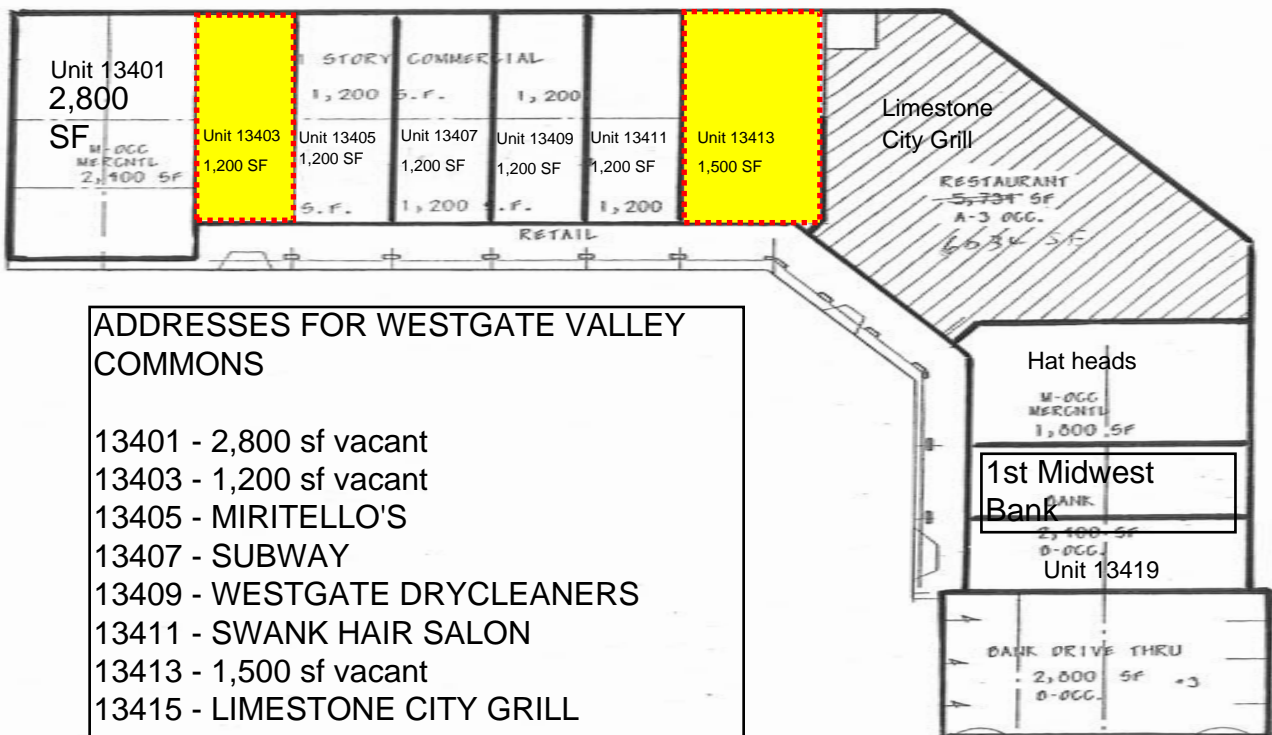 Unit 13401
2,800
SF
M-OCC
MERCNTL
2,400 SF
Unit 13403
1,200 SF
1 STORY COMMERCIAL
1,200 S.F.
1,200
Unit 13405
1,200 SF
Unit 13407
1,200 SF
Unit 13409
1,200 SF
Unit 13411
1,200 SF
S.F.
1,200 S.F.
1,200
Unit 13413
1,500 SF
RETAIL
Limestone
City Grill
RESTAURANT
5,734 SF
A-3 OCC.
6034 SF
Hat heads
M-OCC
MERCNTL
1,800 SF
1st Midwest
Bank
BANK
2,400 SF
B-OCC.
Unit 13419
BANK DRIVE THRU
2,800 SF
B-OCC.
ADDRESSES FOR WESTGATE VALLEY
COMMONS
13401 - 2,800 sf vacant
13403 - 1,200 sf vacant
13405 - MIRITELLO'S
13407 - SUBWAY
13409 - WESTGATE DRYCLEANERS
13411 - SWANK HAIR SALON
13413 - 1,500 sf vacant
13415 - LIMESTONE CITY GRILL